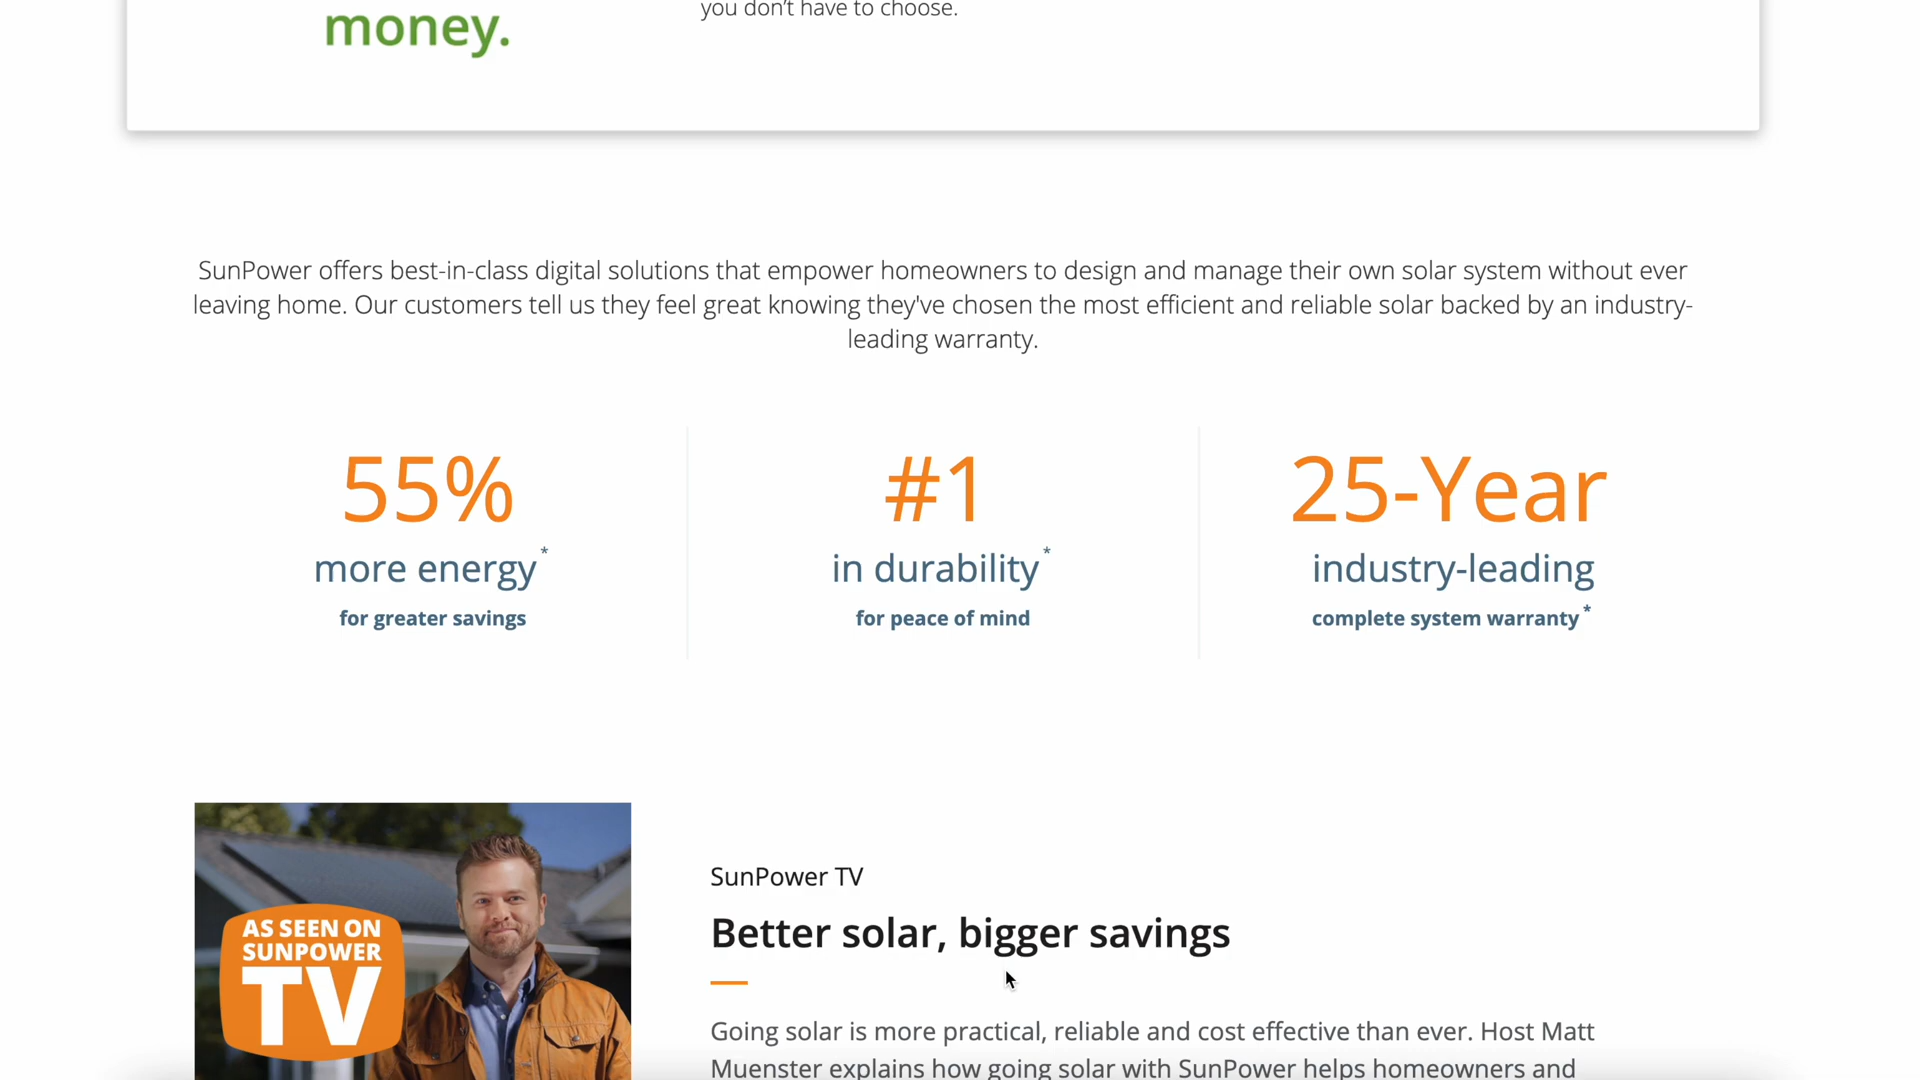 you don't have to choose.
money.
SunPower offers best-in-class digital solutions that empower homeowners to design and manage their own solar system without ever
leaving home. Our customers tell us they feel great knowing they've chosen the most efficient and reliable solar backed by an industry-
leading warranty.
55%
more energy*
for greater savings
#1
in durability*
for peace of mind
25-Year
industry-leading
complete system warranty*
AS SEEN ON
SUNPOWER
TV
SunPower TV
Better solar, bigger savings
Going solar is more practical, reliable and cost effective than ever. Host Matt
Muenster explains how going solar with SunPower helps homeowners and